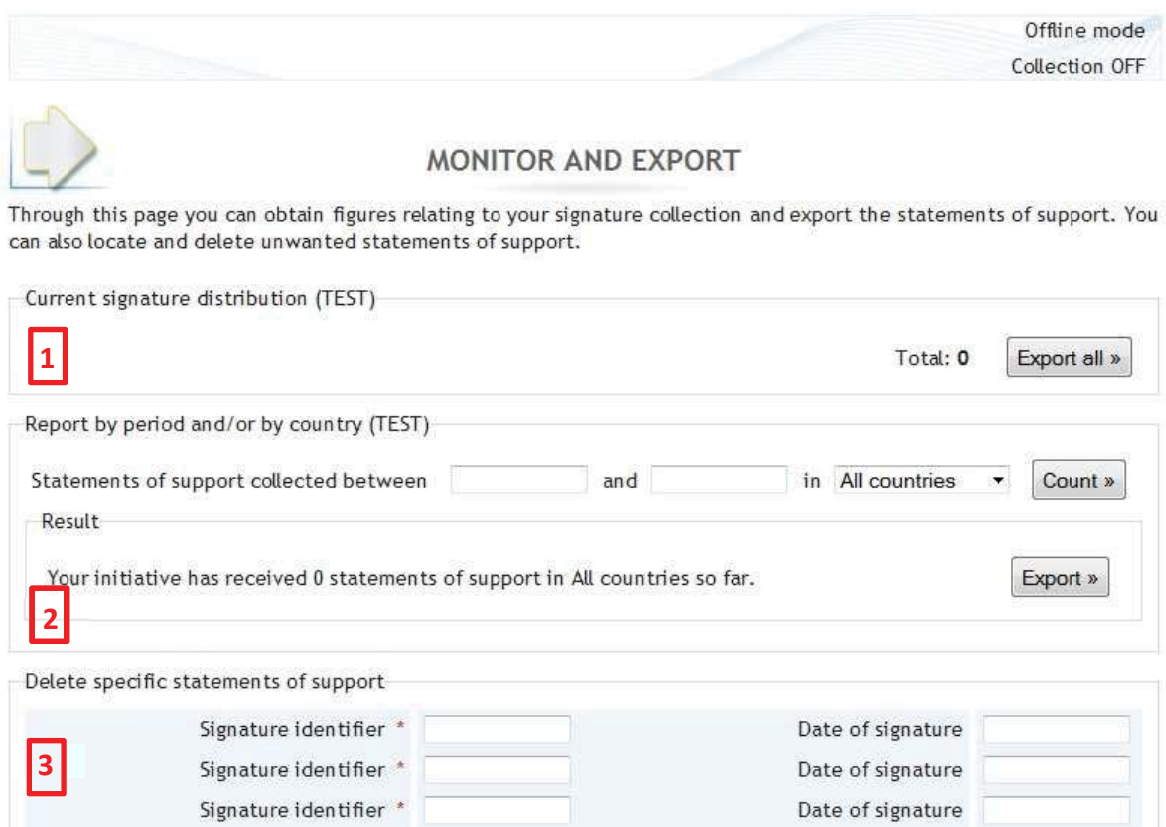 Offline mode
Collection OFF
MONITOR AND EXPORT
Through this page you can obtain figures relating to your signature collection and export the statements of support. You
can also locate and delete unwanted statements of support.
Current signature distribution (TEST)
1
Total: 0 Export all »
Report by period and/or by country (TEST)
Statements of support collected between and in All countries Count »
Result
Your initiative has received 0 statements of support in All countries so far. Export »
2
Delete specific statements of support
Signature identifier * Date of signature
3 Signature identifier * Date of signature
Signature identifier * Date of signature